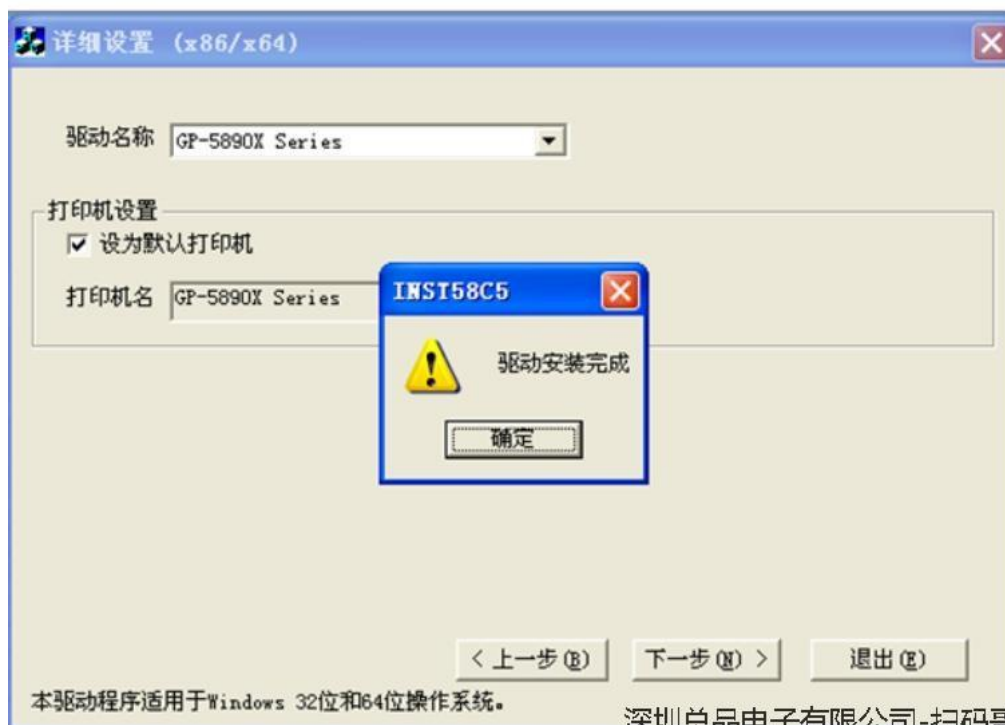 详细设置 (x86/x64)
驱动名称 GP-5890X Series
打印机设置
设为默认打印机
打印机名 GP-5890X Series
INST58C5
驱动安装完成
确定
< 上一步(B) 下一步(N) > 退出(E)
本驱动程序适用于Windows 32位和64位操作系统。